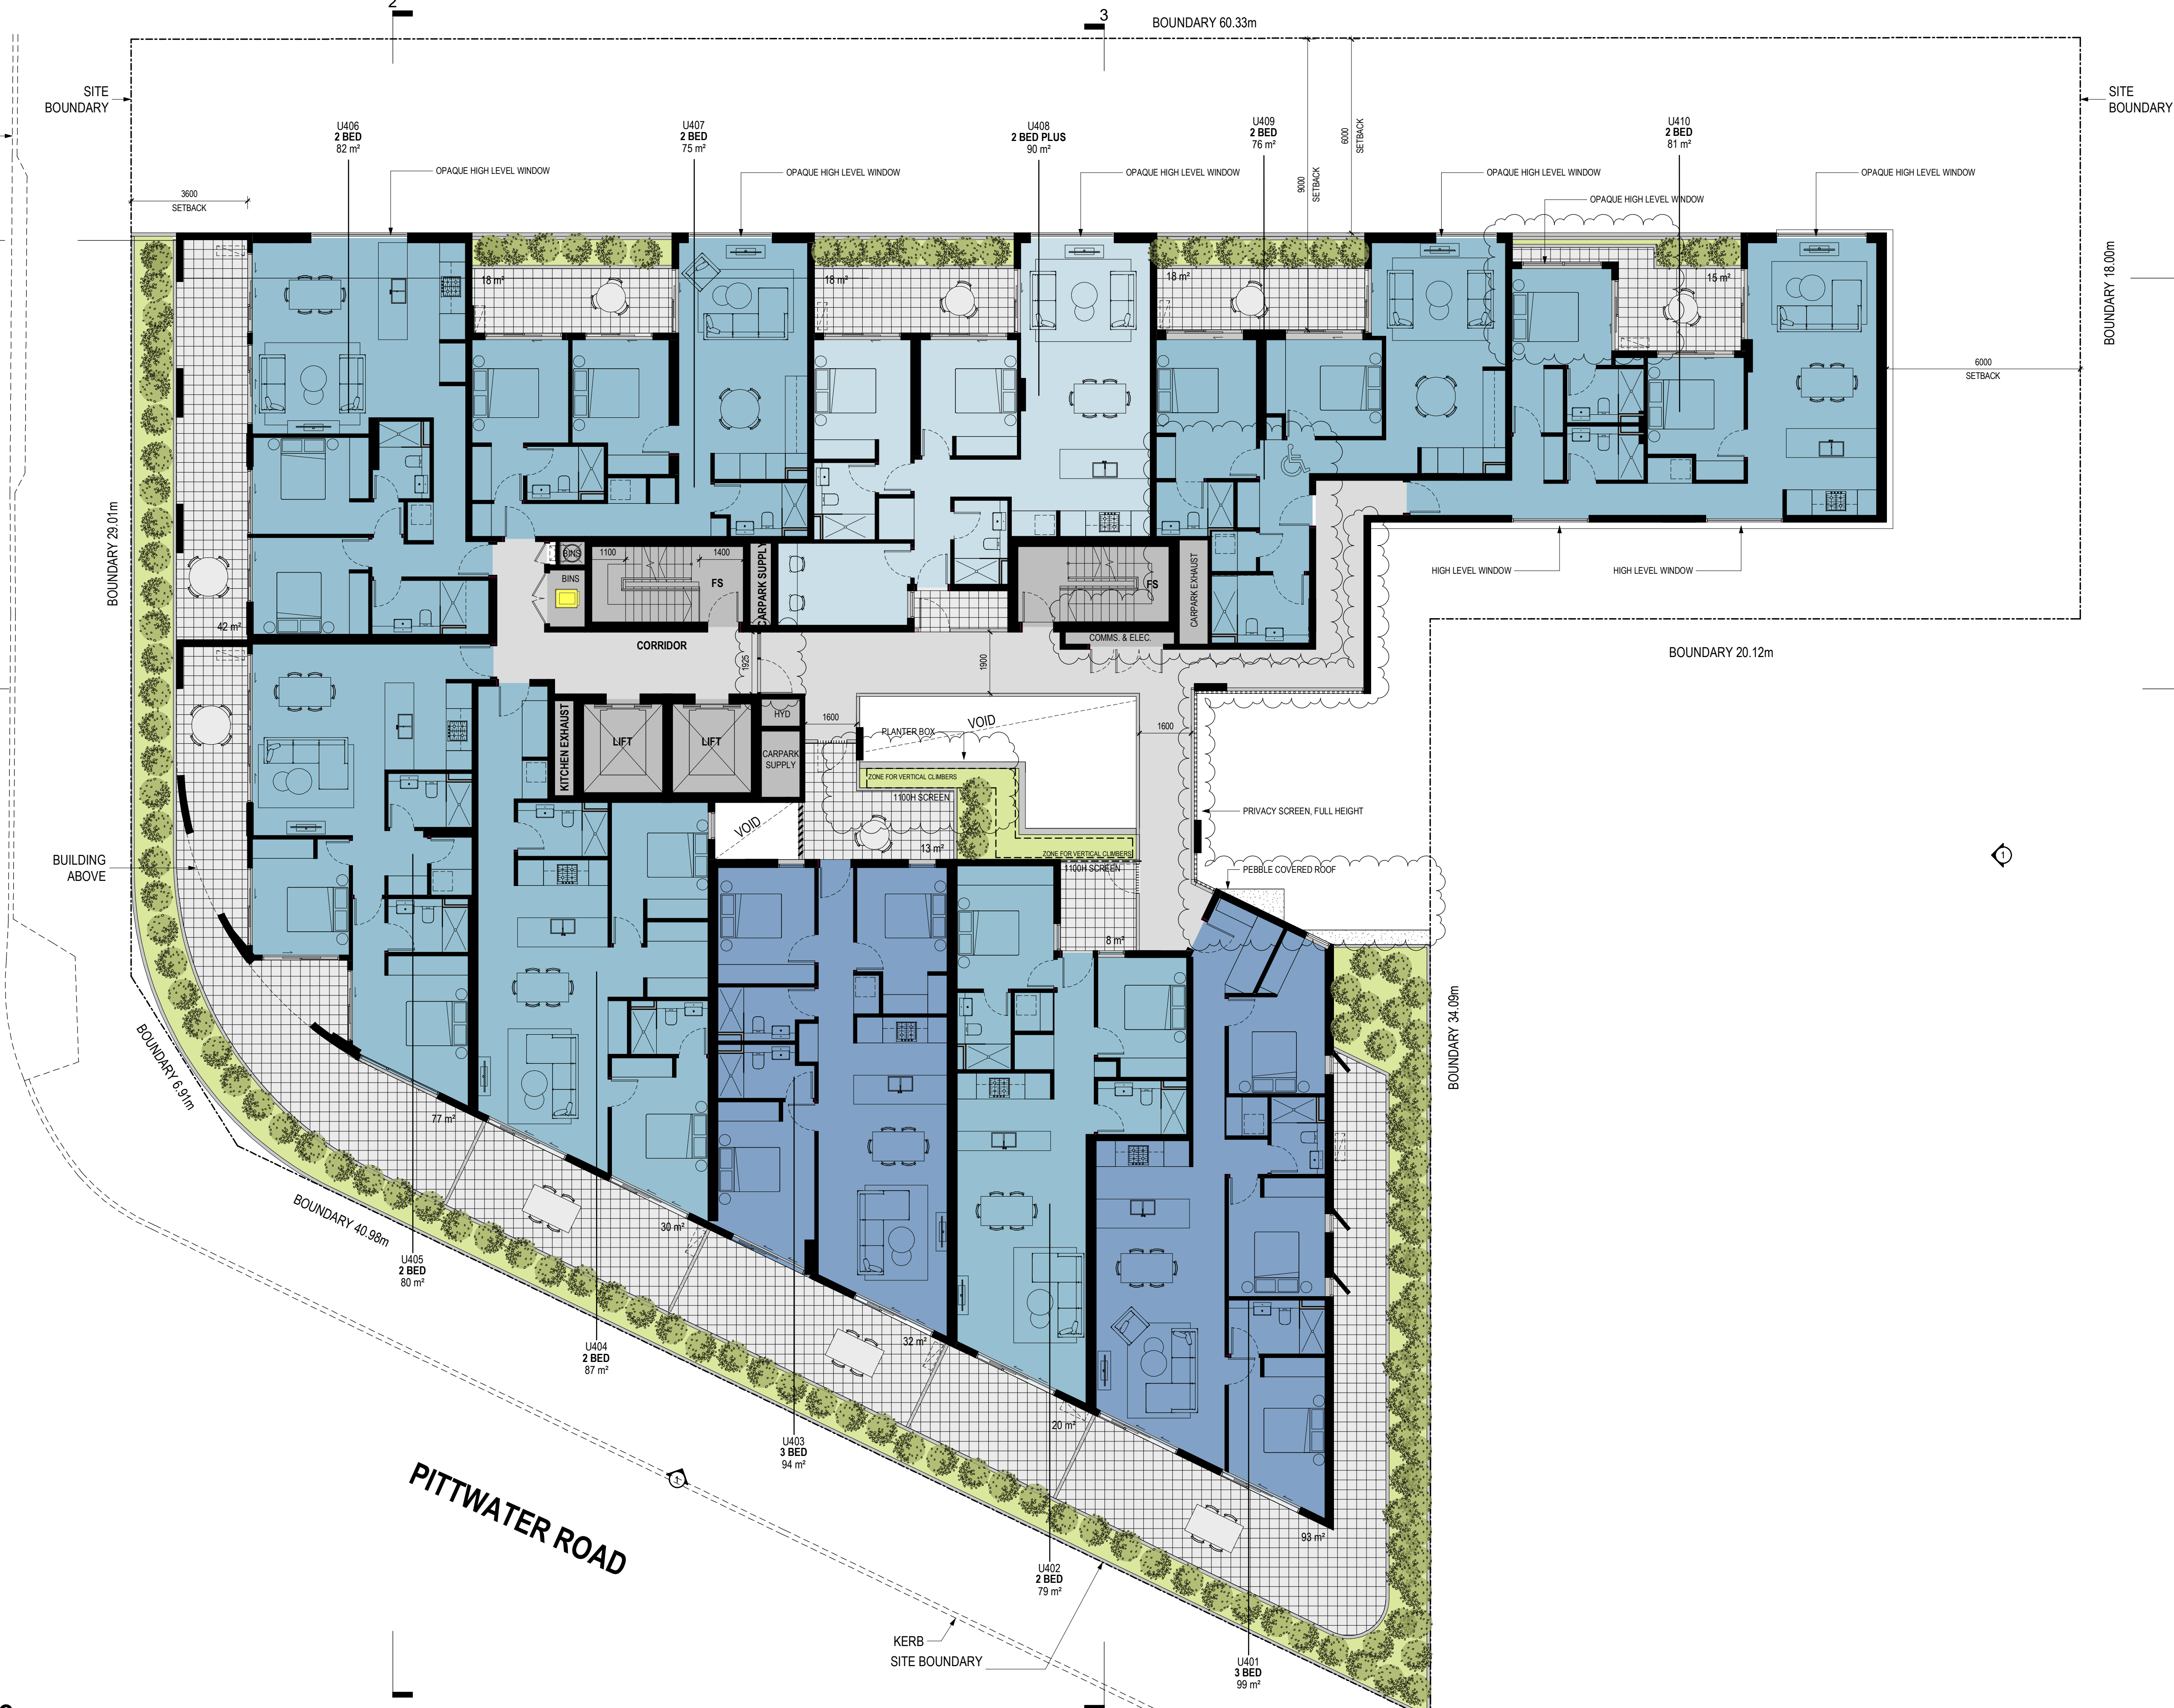 2
3
BOUNDARY 60.33m
SITE
BOUNDARY
SITE
BOUNDARY
U406
2 BED
82 m²
U407
2 BED
75 m²
U408
2 BED PLUS
90 m²
U409
2 BED
76 m²
U410
2 BED
81 m²
6000
SETBACK
9000
SETBACK
OPAQUE HIGH LEVEL WINDOW
OPAQUE HIGH LEVEL WINDOW
OPAQUE HIGH LEVEL WINDOW
OPAQUE HIGH LEVEL WINDOW
OPAQUE HIGH LEVEL WINDOW
OPAQUE HIGH LEVEL WINDOW
3600
SETBACK
18 m²
18 m²
18 m²
15 m²
BOUNDARY 18.00m
6000
SETBACK
BOUNDARY 29.01m
BINS
BINS
1100
1400
FS
CARPARK SUPPLY
FS
CARPARK EXHAUST
HIGH LEVEL WINDOW
HIGH LEVEL WINDOW
42 m²
CORRIDOR
1925
1900
COMMS. & ELEC.
BOUNDARY 20.12m
KITCHEN EXHAUST
LIFT
LIFT
HYD
CARPARK
SUPPLY
1600
VOID
1600
PLANTER BOX
ZONE FOR VERTICAL CLIMBERS
1100H SCREEN
PRIVACY SCREEN, FULL HEIGHT
VOID
13 m²
ZONE FOR VERTICAL CLIMBERS
1100H SCREEN
PEBBLE COVERED ROOF
BUILDING
ABOVE
1
8 m²
BOUNDARY 34.09m
BOUNDARY 6.91m
77 m²
BOUNDARY 40.98m
30 m²
U405
2 BED
80 m²
32 m²
U404
2 BED
87 m²
20 m²
U403
3 BED
94 m²
1
PITTWATER ROAD
93 m²
U402
2 BED
79 m²
KERB
SITE BOUNDARY
U401
3 BED
99 m²